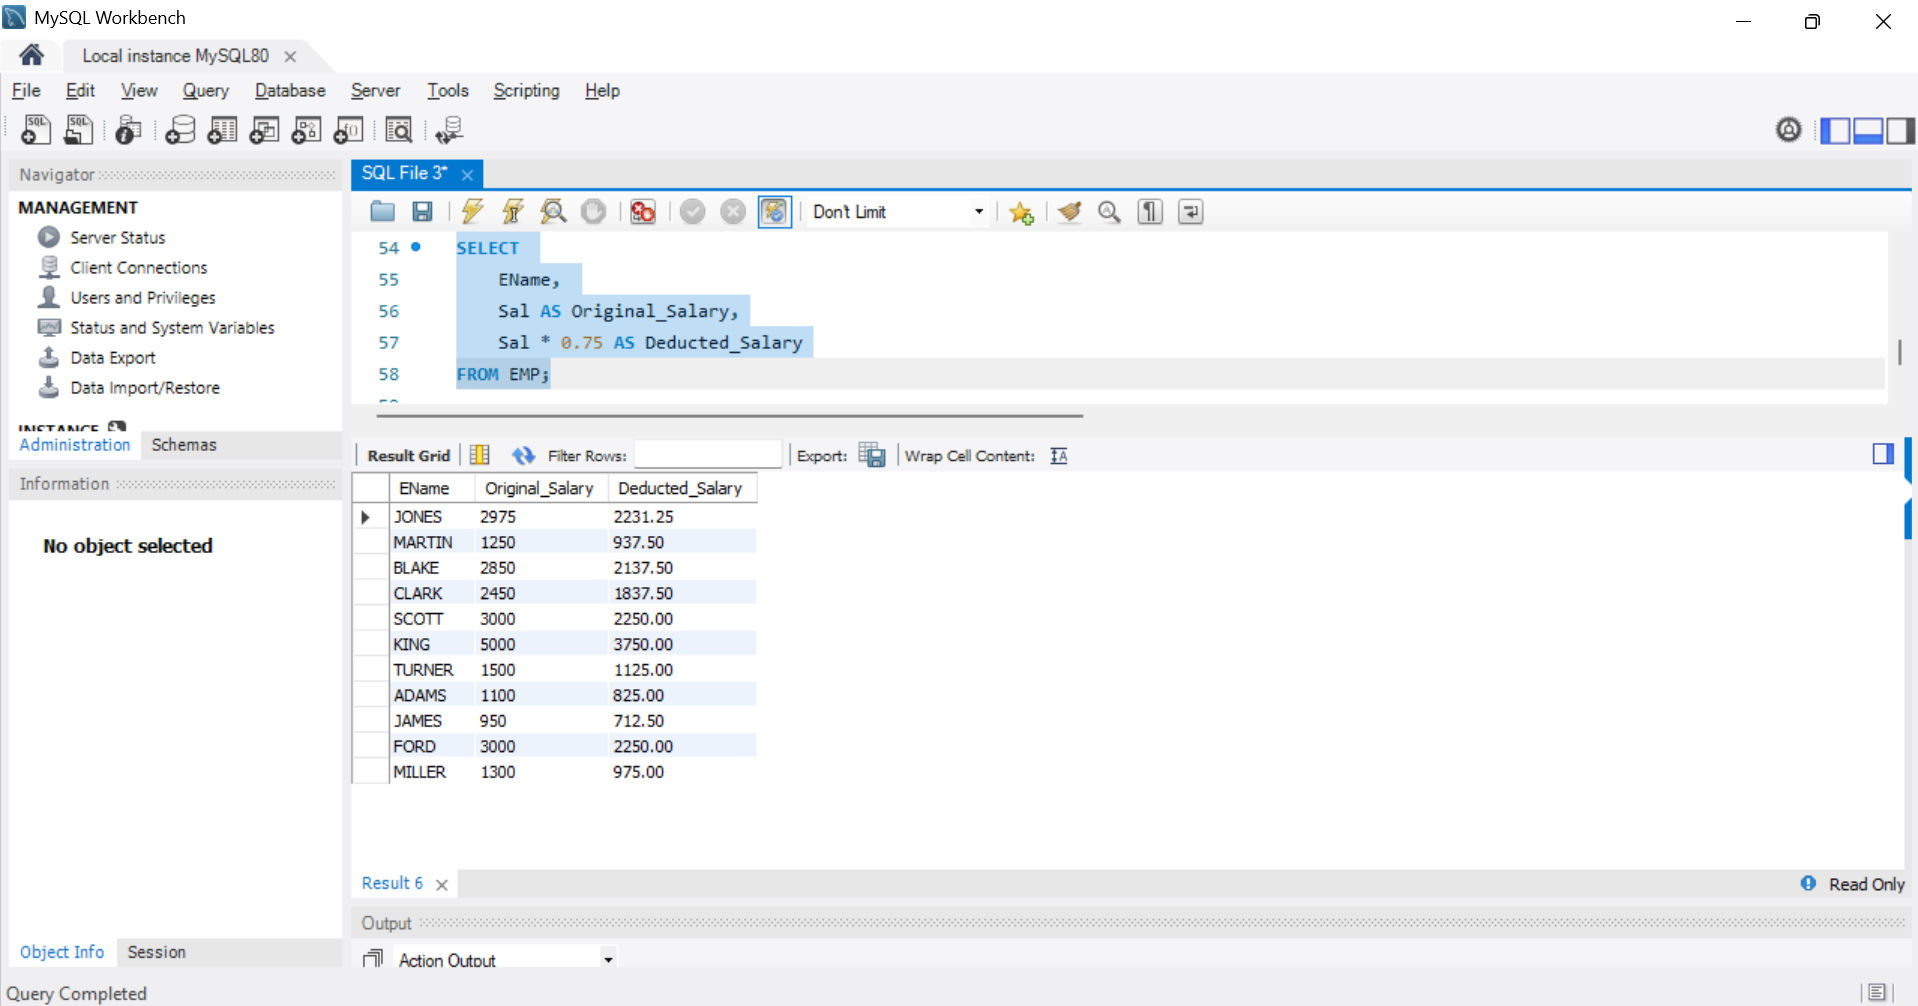 MySQL Workbench
Local instance MySQL80
File Edit View Query Database Server Tools Scripting Help
Navigator
MANAGEMENT
Server Status
Client Connections
Users and Privileges
Status and System Variables
Data Export
Data Import/Restore
INSTANCE
Administration Schemas
Information
No object selected
Object Info Session
SQL File 3*
Don't Limit
54 SELECT
55 EName,
56 Sal AS Original_Salary,
57 Sal * 0.75 AS Deducted_Salary
58 FROM EMP;
Result Grid Filter Rows: Export: Wrap Cell Content:
EName Original_Salary Deducted_Salary
JONES 2975 2231.25
MARTIN 1250 937.50
BLAKE 2850 2137.50
CLARK 2450 1837.50
SCOTT 3000 2250.00
KING 5000 3750.00
TURNER 1500 1125.00
ADAMS 1100 825.00
JAMES 950 712.50
FORD 3000 2250.00
MILLER 1300 975.00
Result 6 Read Only
Output
Action Output
Query Completed